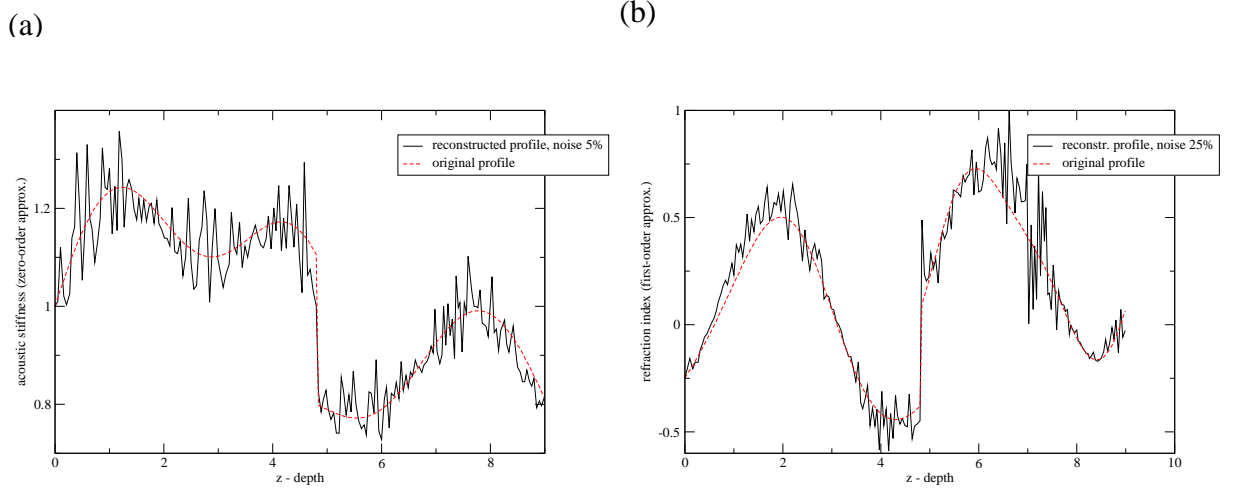 (a)
(b)
reconstructed profile, noise 5%
original profile
acoustic stiffness (zero-order approx.)
1.2
1
0.8
0
2
4
6
8
z - depth
reconstr. profile, noise 25%
original profile
refraction index (first-order approx.)
1
0.5
0
-0.5
0
2
4
6
8
10
z - depth